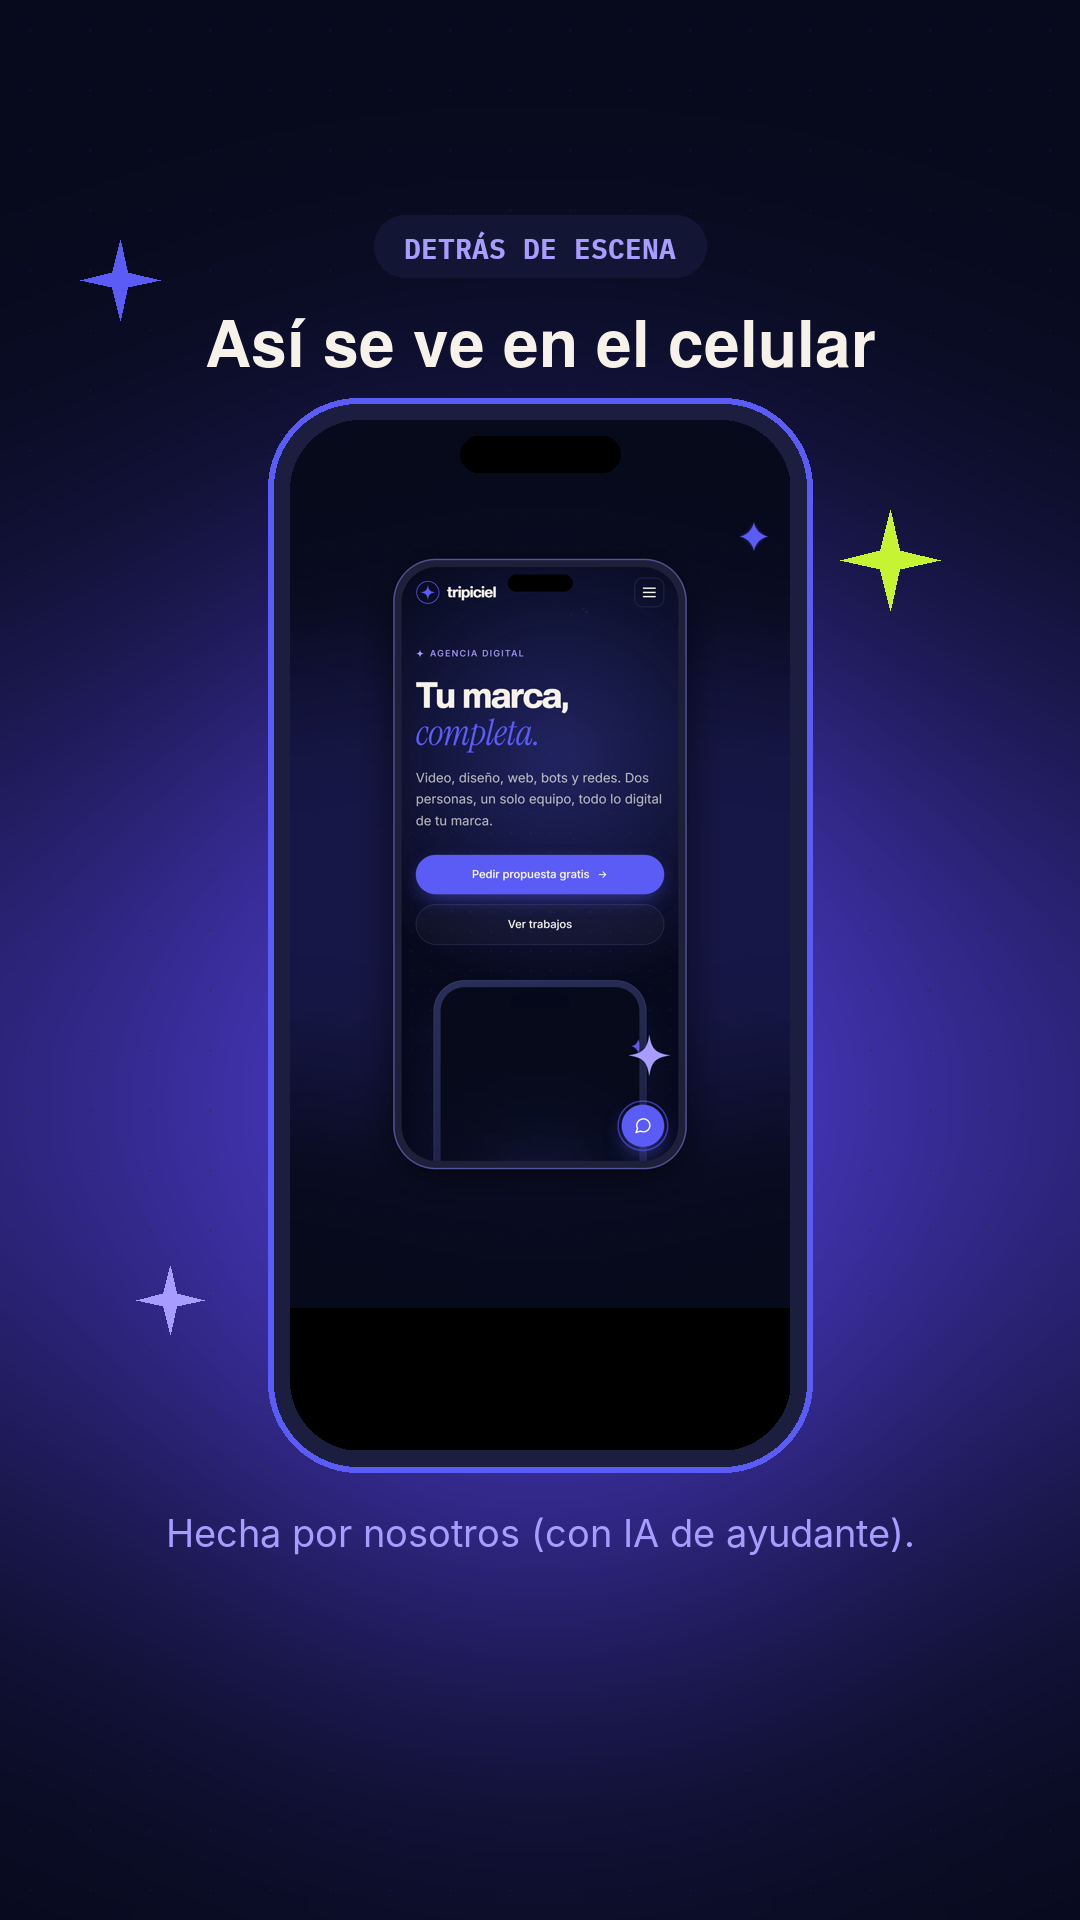 DETRÁS DE ESCENA
Así se ve en el celular
tripiciel
AGENCIA DIGITAL
Tu marca,
completa.
Video, diseño, web, bots y redes. Dos
personas, un solo equipo, todo lo digital
de tu marca.
Pedir propuesta gratis →
Ver trabajos
Hecha por nosotros (con IA de ayudante).